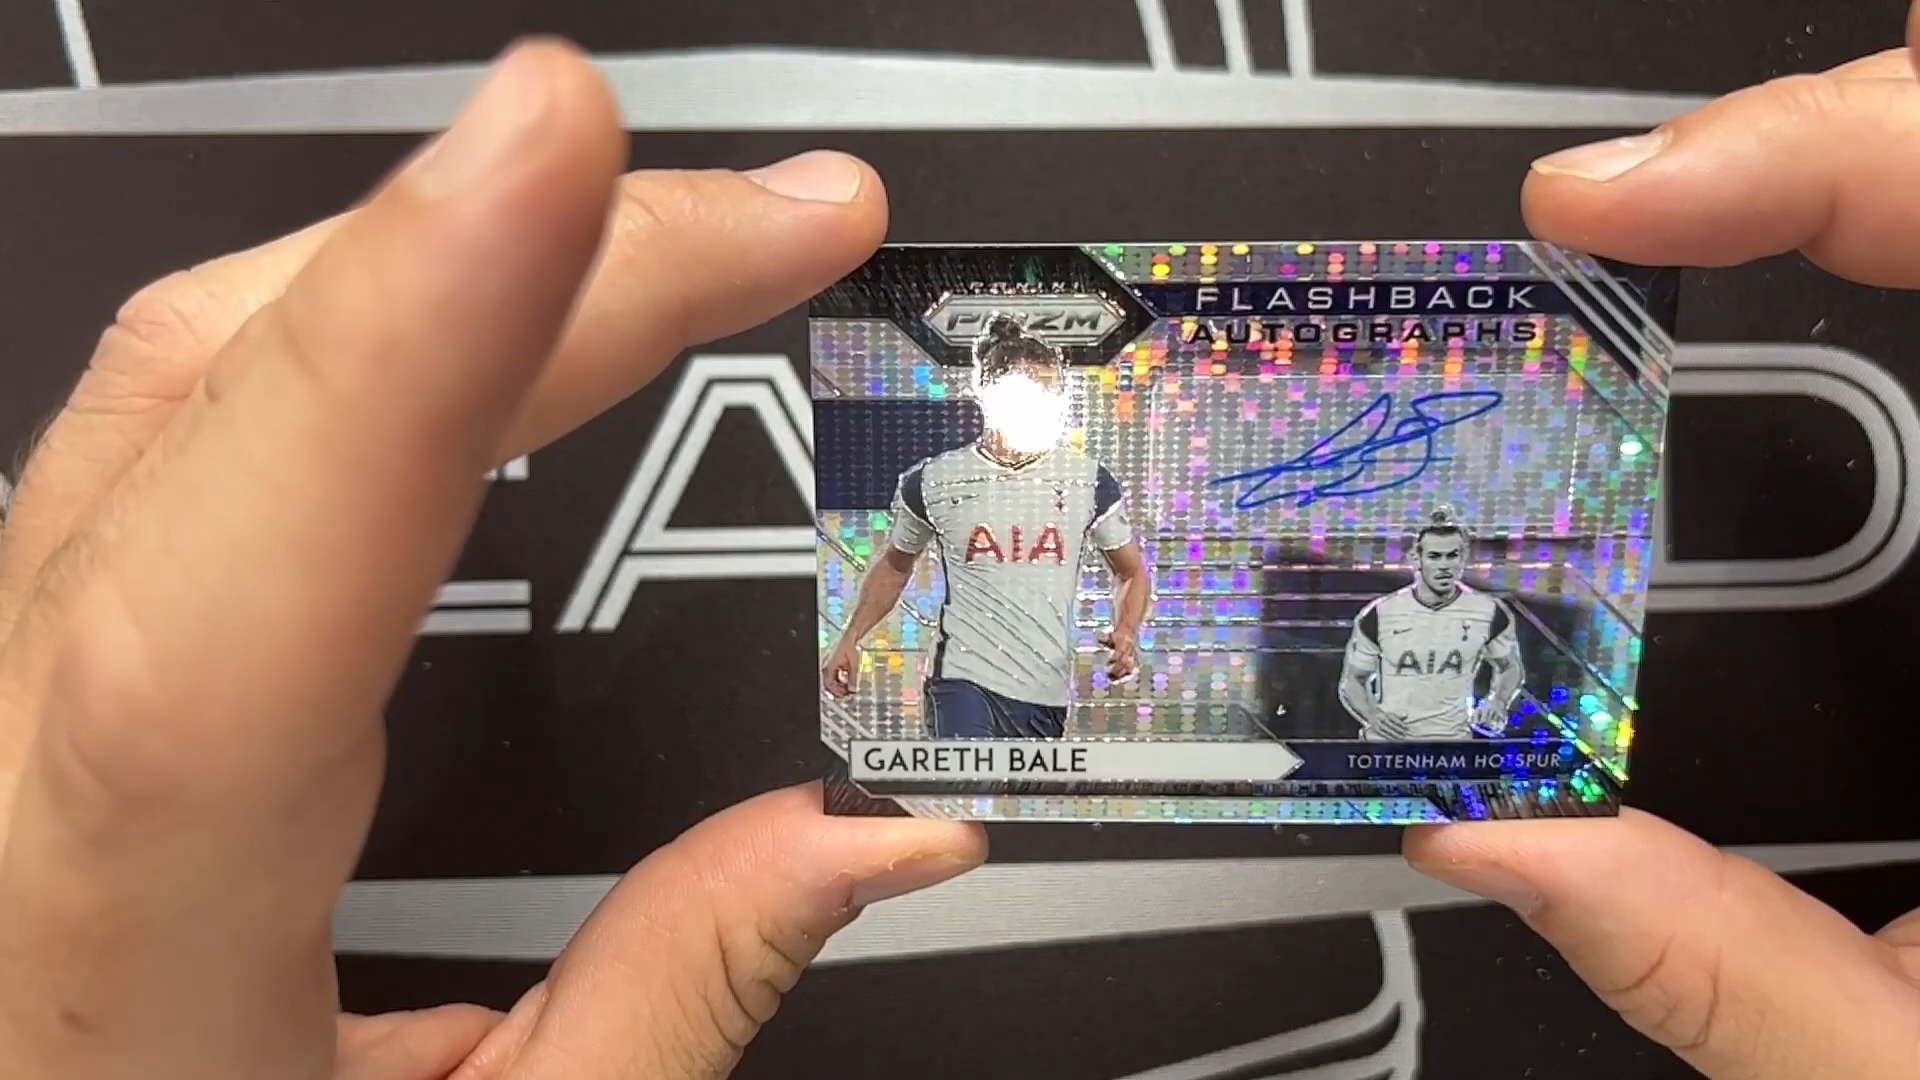 PRIZM
FLASHBACK
AUTOGRAPHS
AIA
AIA
GARETH BALE
TOTTENHAM HOTSPUR